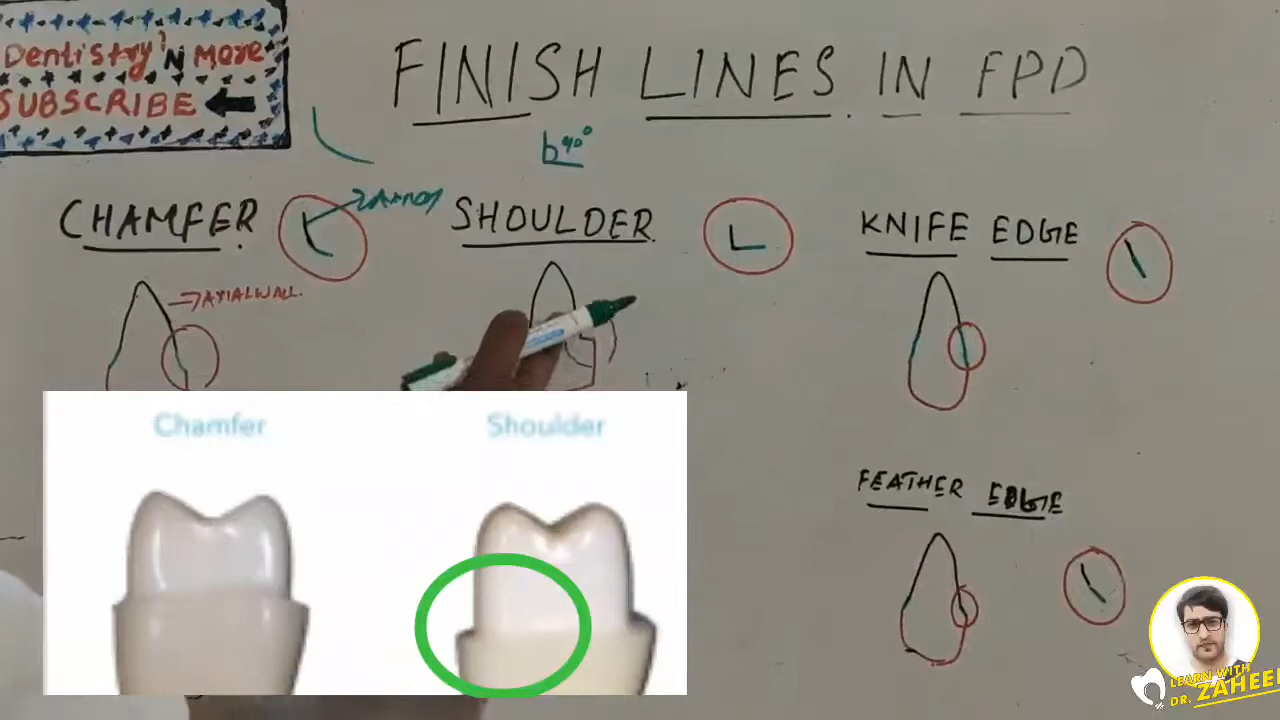 Dentistry'N More
SUBSCRIBE
FINISH LINES IN FPD
90°
CHAMFER
SHOULDER
KNIFE EDGE
AXIAL WALL
Chamfer
Shoulder
FEATHER EDGE
LEARN WITH
DR. ZAHEER